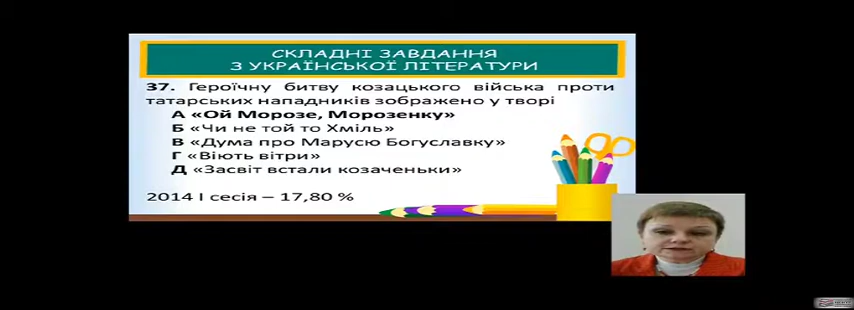 СКЛАДНІ ЗАВДАННЯ
З УКРАЇНСЬКОЇ ЛІТЕРАТУРИ
37. Героїчну битву козацького війська проти
татарських нападників зображено у творі
А «Ой Морозе, Морозенку»
Б «Чи не той то Хміль»
В «Дума про Марусю Богуславку»
Г «Віють вітри»
Д «Засвіт встали козаченьки»
2014 І сесія – 17,80 %